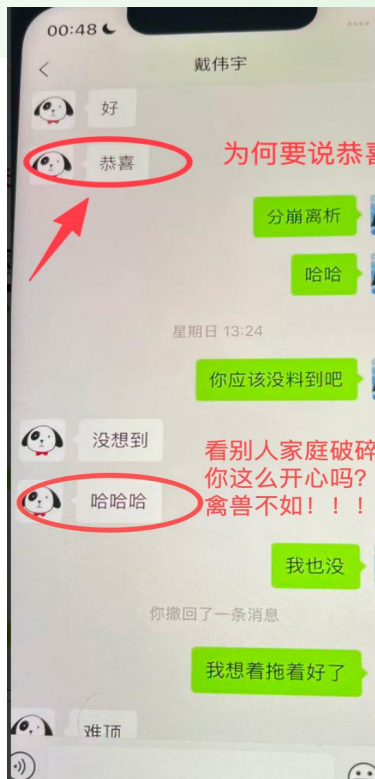 00:48
戴伟宇
好
恭喜
为何要说恭喜
分崩离析
哈哈
星期日 13:24
你应该没料到吧
没想到
看别人家庭破碎
你这么开心吗?
禽兽不如！！！
哈哈哈
我也没
你撤回了一条消息
我想着拖着好了
难顶